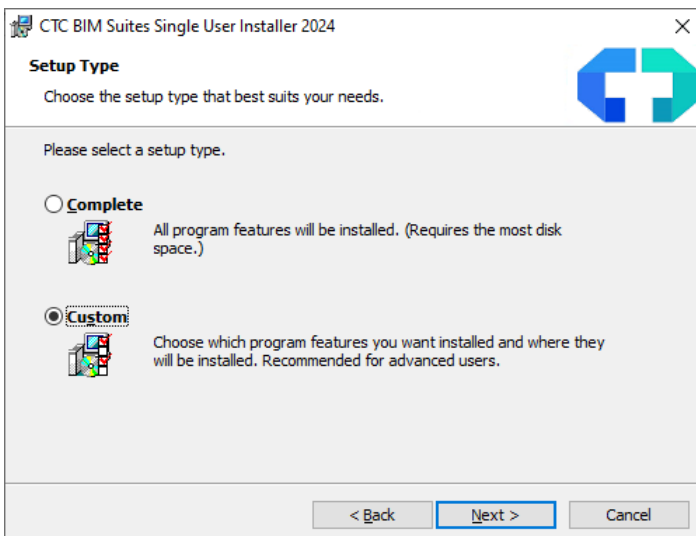 CTC BIM Suites Single User Installer 2024
Setup Type
Choose the setup type that best suits your needs.
Please select a setup type.
Complete
All program features will be installed. (Requires the most disk
space.)
Custom
Choose which program features you want installed and where they
will be installed. Recommended for advanced users.
< Back Next > Cancel